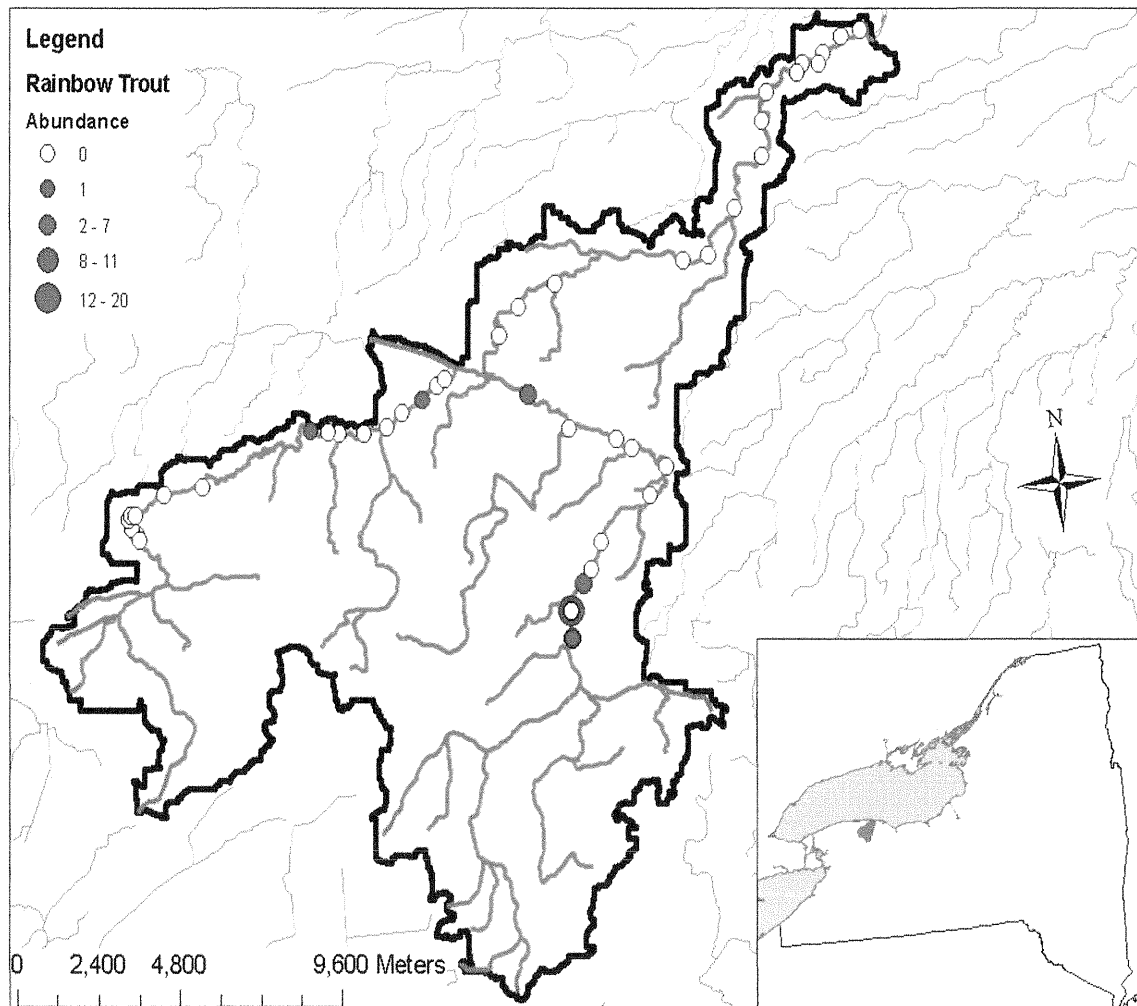 Legend
Rainbow Trout
Abundance
0
1
2 - 7
8 - 11
12 - 20
N
0 2,400 4,800 9,600 Meters